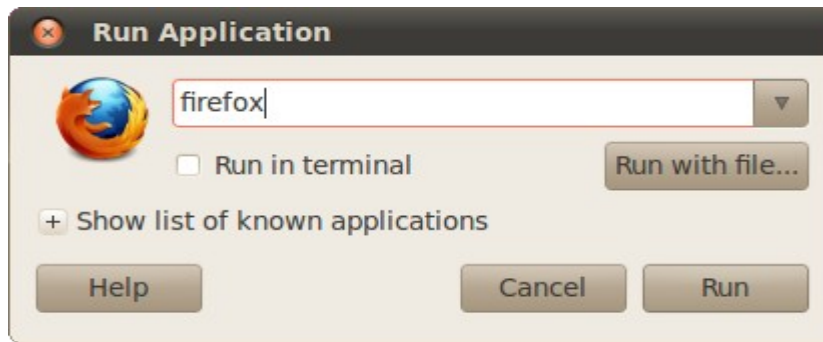 Run Application
firefox
Run in terminal
Run with file...
Show list of known applications
Help Cancel Run